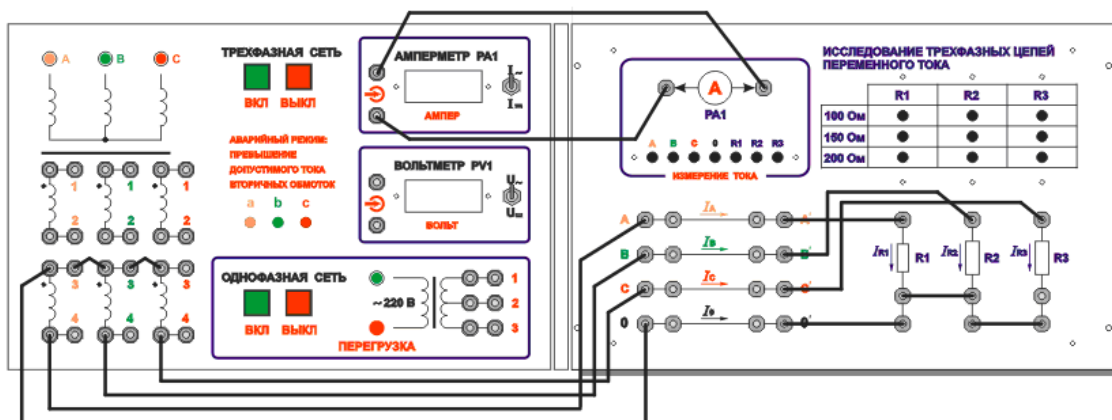 A B C
1 1 1
2 2 2
3 3 3
4 4 4
ТРЕХФАЗНАЯ СЕТЬ
ВКЛ ВЫКЛ
АВАРИЙНЫЙ РЕЖИМ:
ПРЕВЫШЕНИЕ
ДОПУСТИМОГО ТОКА
ВТОРИЧНЫХ ОБМОТОК
a b c
АМПЕРМЕТР PA1
I~
I=
АМПЕР
ВОЛЬТМЕТР PV1
U~
U=
ВОЛЬТ
ОДНОФАЗНАЯ СЕТЬ
ВКЛ ВЫКЛ
~220 В
1
2
3
ПЕРЕГРУЗКА
A
PA1
A B C 0 R1 R2 R3
ИЗМЕРЕНИЕ ТОКА
ИССЛЕДОВАНИЕ ТРЕХФАЗНЫХ ЦЕПЕЙ
ПЕРЕМЕННОГО ТОКА
R1 R2 R3
100 Ом
150 Ом
200 Ом
A IA A'
B IB B'
C IC C'
0 I0 0'
IR1 R1 IR2 R2 IR3 R3